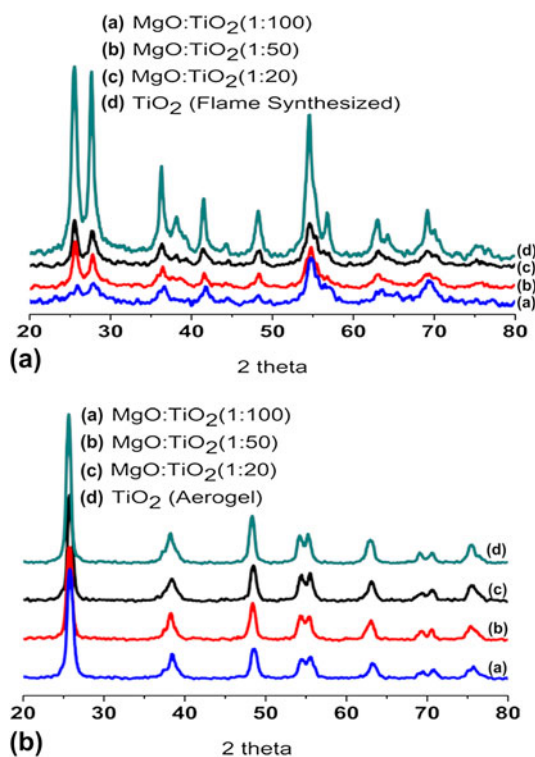 (a) MgO:TiO2(1:100)
(b) MgO:TiO2(1:50)
(c) MgO:TiO2(1:20)
(d) TiO2 (Flame Synthesized)
(d)
(c)
(b)
(a)
20 30 40 50 60 70 80
(a)
2 theta
(a) MgO:TiO2(1:100)
(b) MgO:TiO2(1:50)
(c) MgO:TiO2(1:20)
(d) TiO2 (Aerogel)
(d)
(c)
(b)
(a)
20 30 40 50 60 70 80
(b)
2 theta